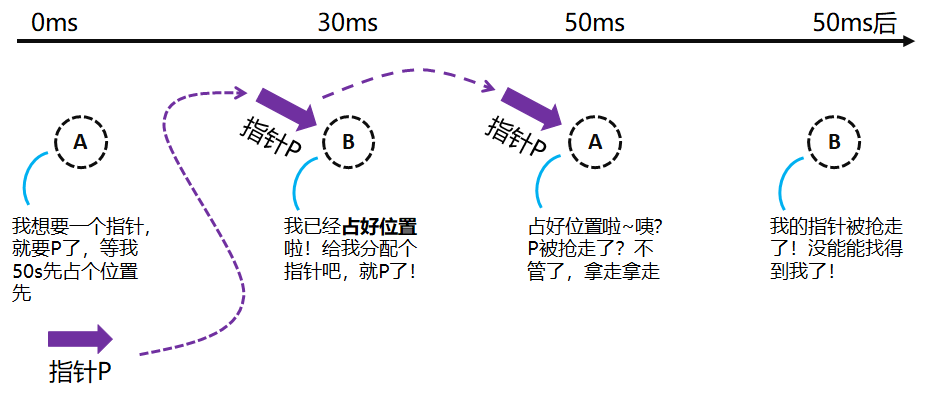 0ms
30ms
50ms
50ms后
指针P
指针P
A
B
A
B
我想要一个指针，
就要P了，等我
50s先占个位置
先
我已经占好位置
啦！给我分配个
指针吧，就P了！
占好位置啦~咦？
P被抢走了？不
管了，拿走拿走
我的指针被抢走
了！没能能找得
到我了！
指针P